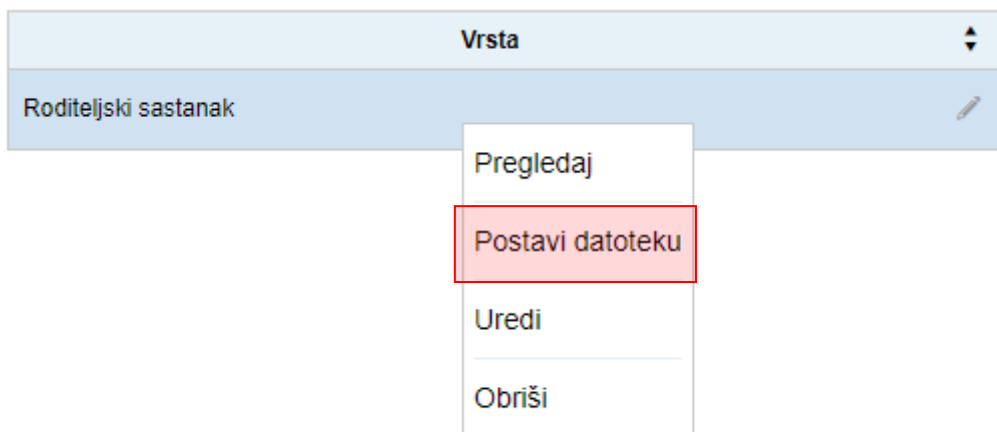 Vrsta
Roditeljski sastanak
Pregledaj
Postavi datoteku
Uredi
Obriši